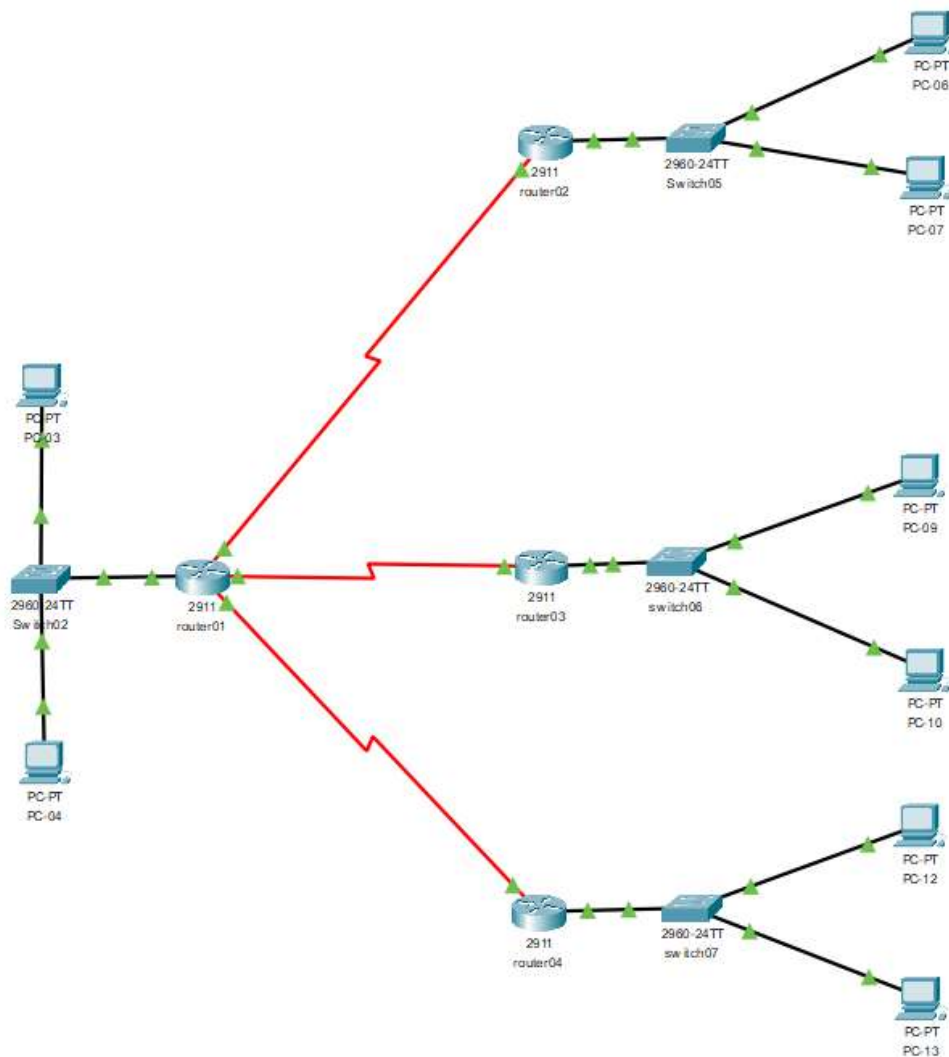 PC-PT
PC-06
2911
router02
2960-24TT
Switch05
PC-PT
PC-07
PC-PT
PC-03
PC-PT
PC-09
2960-24TT
Switch02
2911
router01
2911
router03
2960-24TT
switch06
PC-PT
PC-10
PC-PT
PC-04
PC-PT
PC-12
2911
router04
2960-24TT
switch07
PC-PT
PC-13